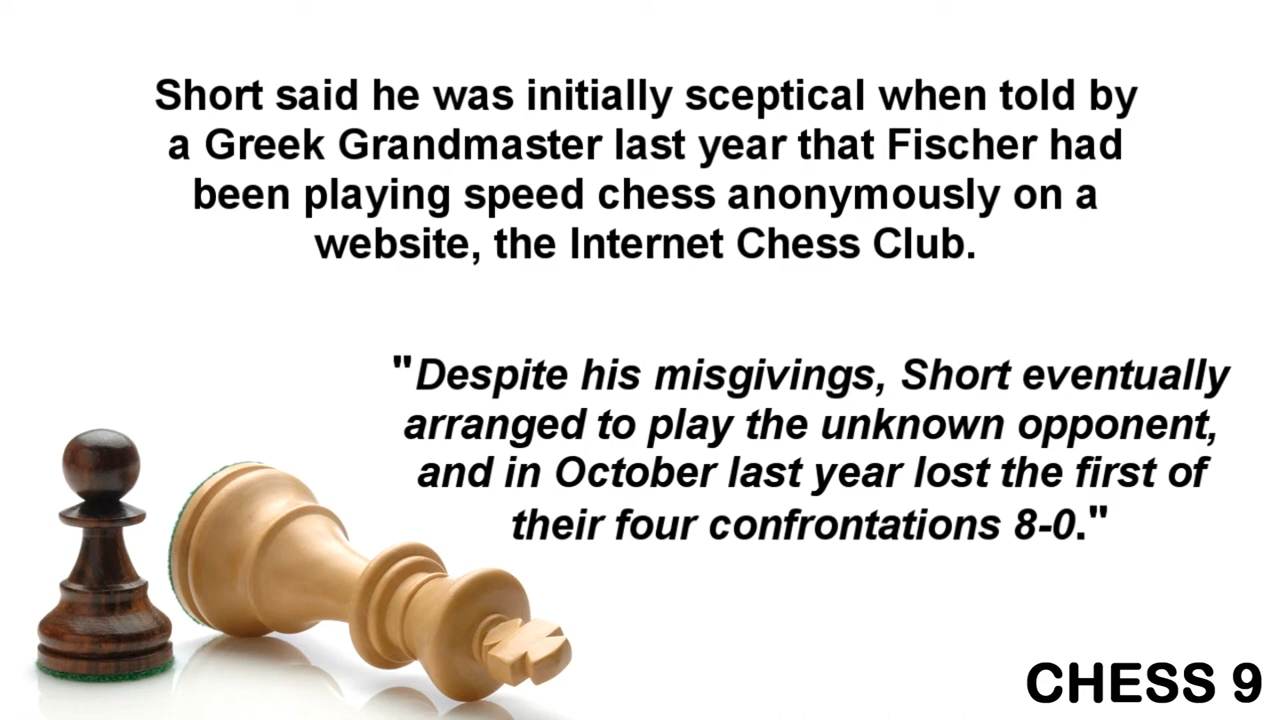 Short said he was initially sceptical when told by
a Greek Grandmaster last year that Fischer had
been playing speed chess anonymously on a
website, the Internet Chess Club.
"Despite his misgivings, Short eventually
arranged to play the unknown opponent,
and in October last year lost the first of
their four confrontations 8-0."
CHESS 9